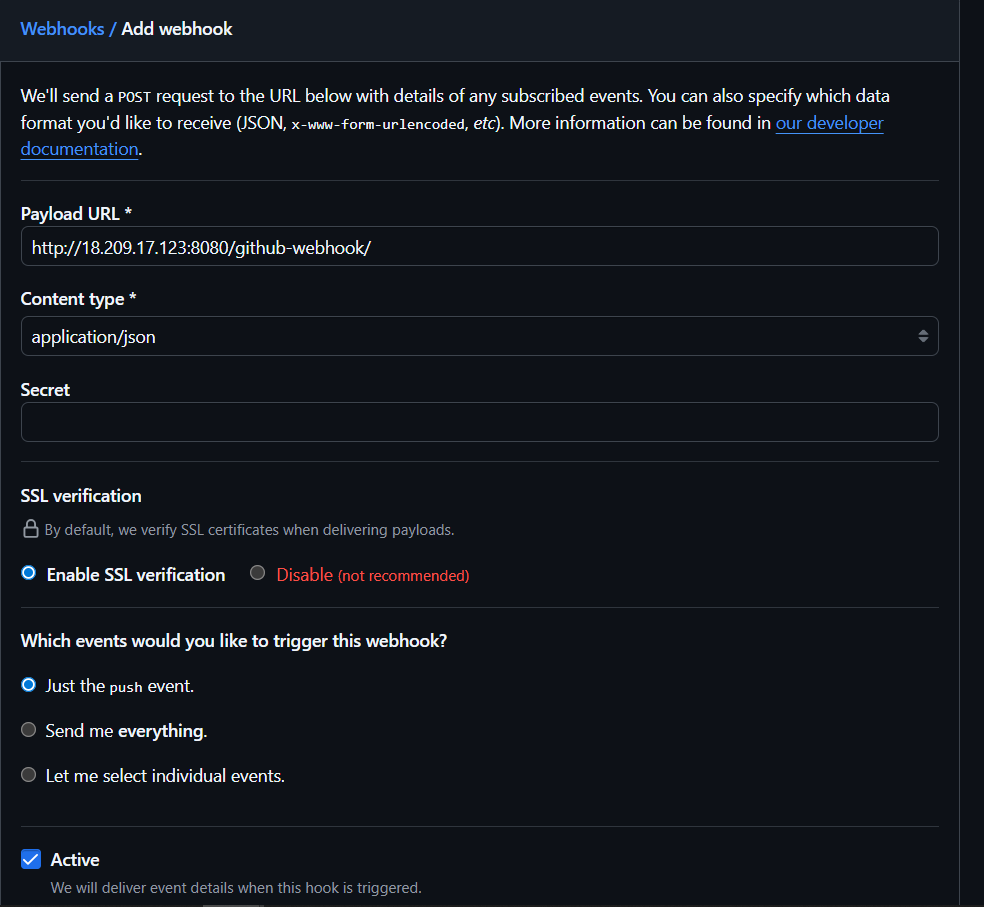 Webhooks / Add webhook
We'll send a POST request to the URL below with details of any subscribed events. You can also specify which data
format you'd like to receive (JSON, x-www-form-urlencoded, etc). More information can be found in our developer
documentation.
Payload URL *
http://18.209.17.123:8080/github-webhook/
Content type *
application/json
Secret
SSL verification
By default, we verify SSL certificates when delivering payloads.
Enable SSL verification Disable (not recommended)
Which events would you like to trigger this webhook?
Just the push event.
Send me everything.
Let me select individual events.
Active
We will deliver event details when this hook is triggered.